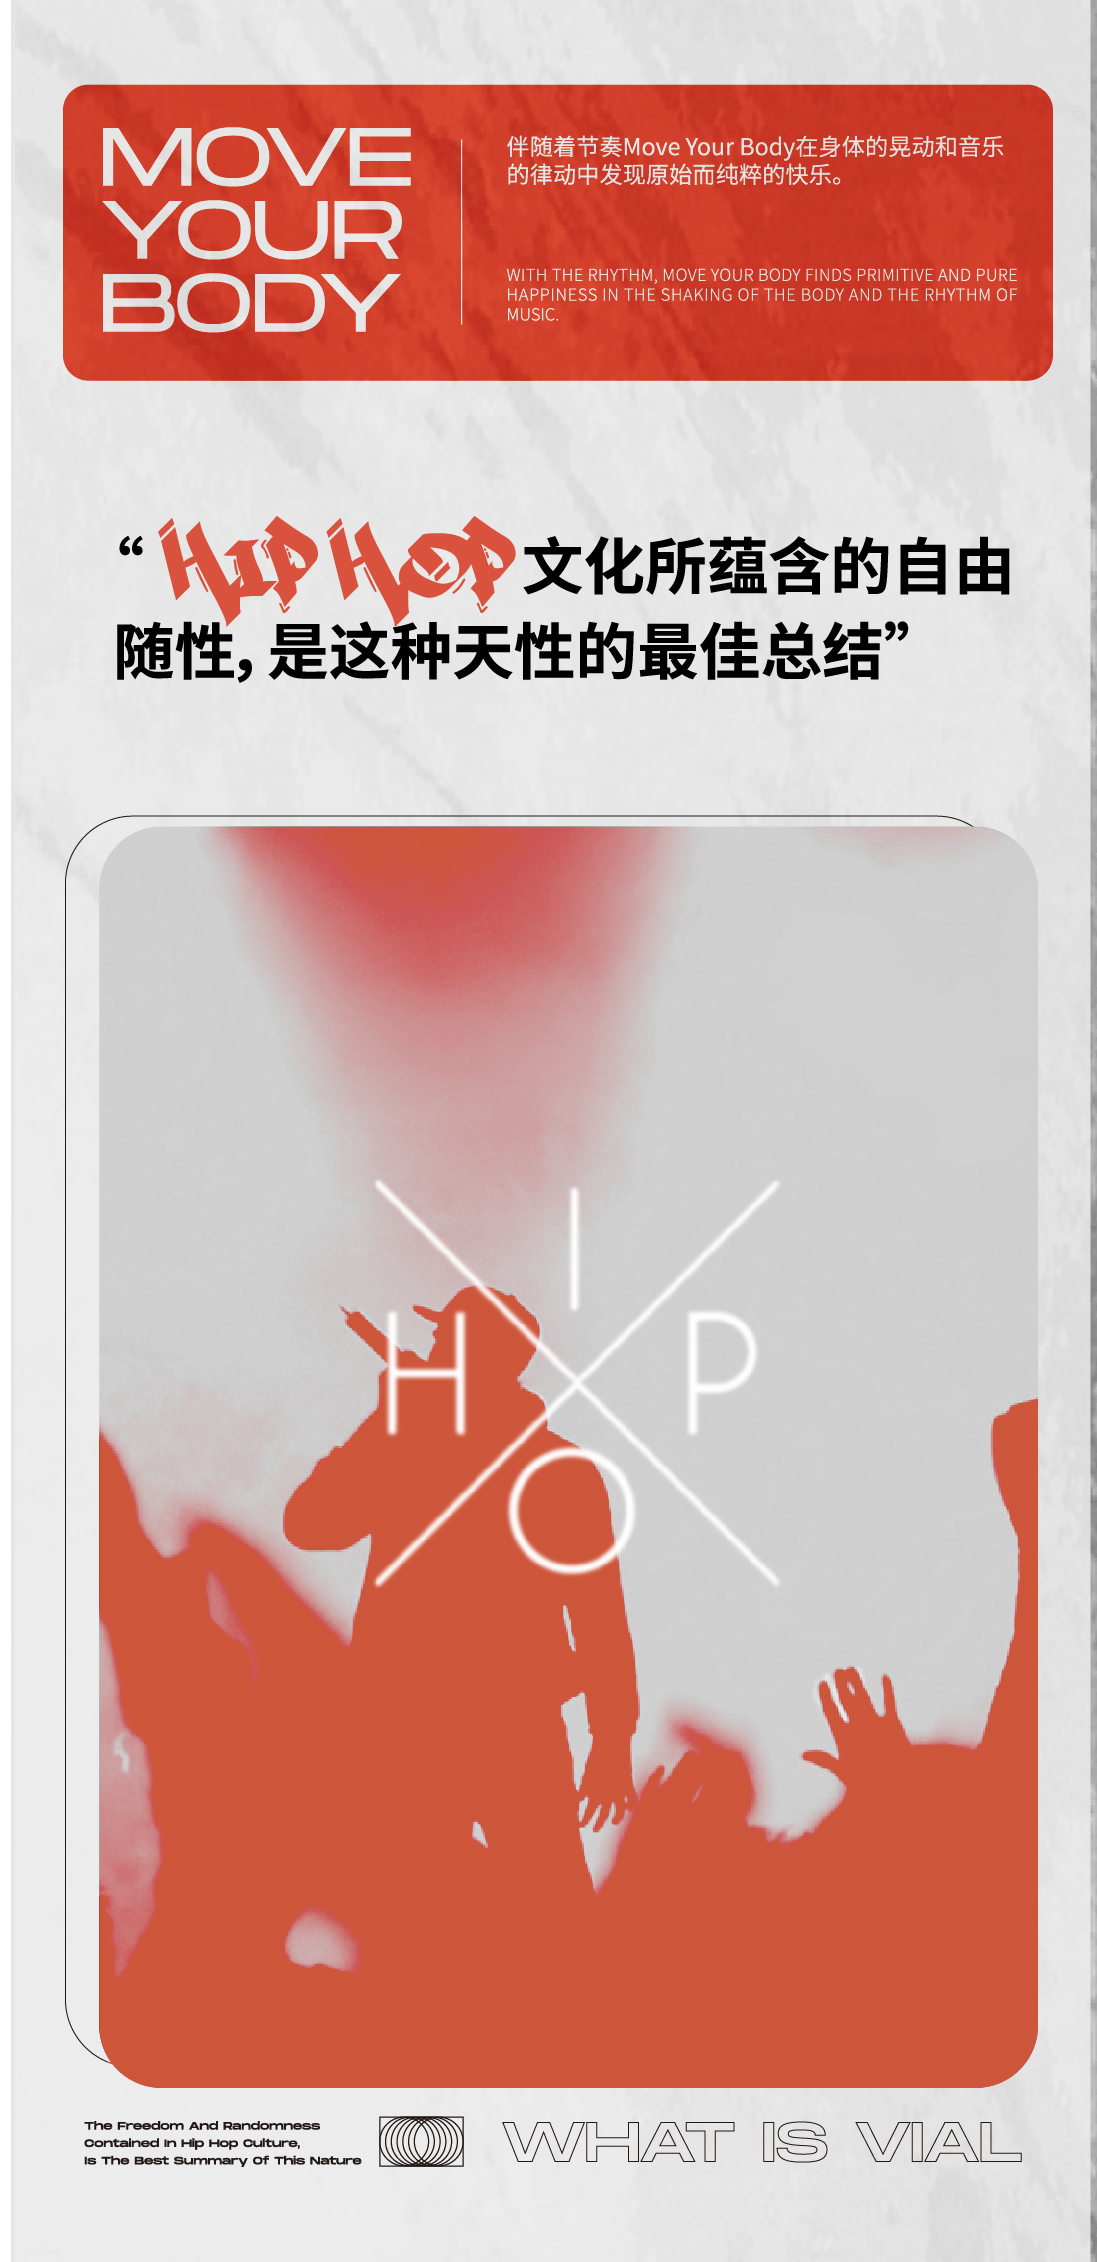 MOVE
YOUR
BODY
伴随着节奏Move Your Body在身体的晃动和音乐
的律动中发现原始而纯粹的快乐。
WITH THE RHYTHM, MOVE YOUR BODY FINDS PRIMITIVE AND PURE
HAPPINESS IN THE SHAKING OF THE BODY AND THE RHYTHM OF
MUSIC.
“HIP HOP文化所蕴含的自由
随性，是这种天性的最佳总结”
I
H P
O
The Freedom And Randomness
Contained In Hip Hop Culture,
Is The Best Summary Of This Nature
WHAT IS VIAL